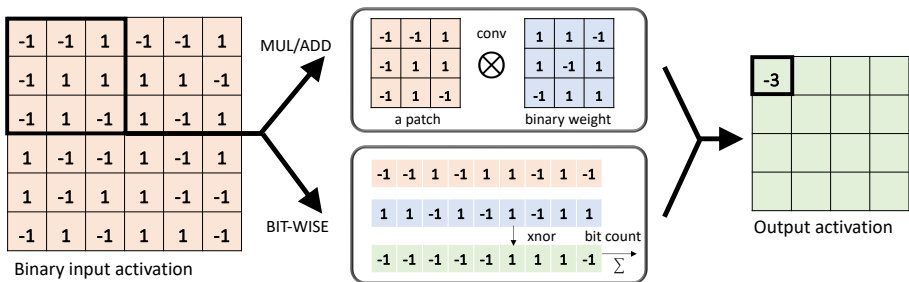 -1 -1 1 -1 -1 1
-1 1 1 1 1 -1
-1 1 -1 1 -1 1
1 -1 -1 1 -1 1
1 -1 1 1 -1 -1
-1 1 -1 1 1 -1
Binary input activation
MUL/ADD
BIT-WISE
-1 -1 1
-1 1 1
-1 1 -1
a patch
conv
⊗
1 1 -1
1 -1 1
-1 1 1
binary weight
-1 -1 1 -1 1 1 -1 1 -1
1 1 -1 1 -1 1 -1 1 1
xnor
bit count
-1 -1 -1 -1 -1 1 1 1 -1
∑
-3
Output activation